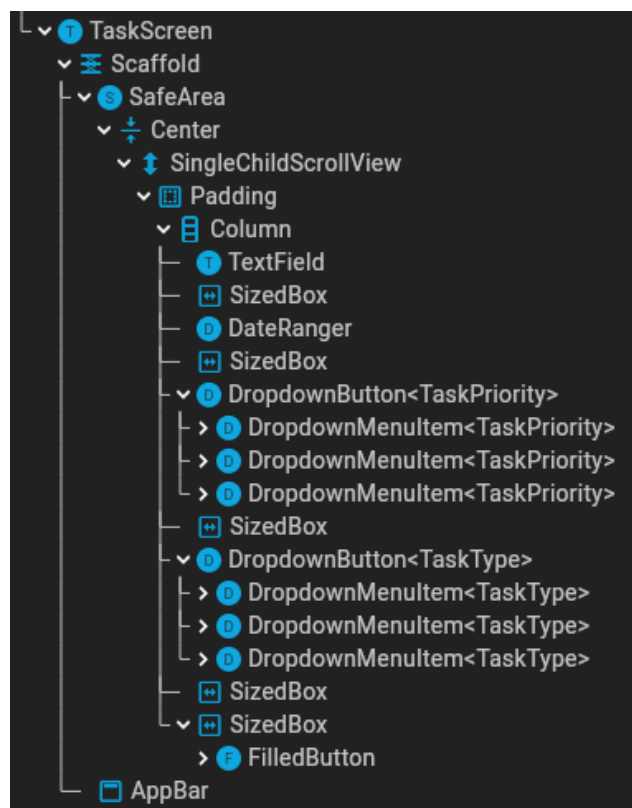 T TaskScreen
Scaffold
S SafeArea
Center
SingleChildScrollView
Padding
Column
T TextField
SizedBox
D DateRanger
SizedBox
D DropdownButton<TaskPriority>
D DropdownMenuItem<TaskPriority>
D DropdownMenuItem<TaskPriority>
D DropdownMenuItem<TaskPriority>
SizedBox
D DropdownButton<TaskType>
D DropdownMenuItem<TaskType>
D DropdownMenuItem<TaskType>
D DropdownMenuItem<TaskType>
SizedBox
SizedBox
F FilledButton
AppBar